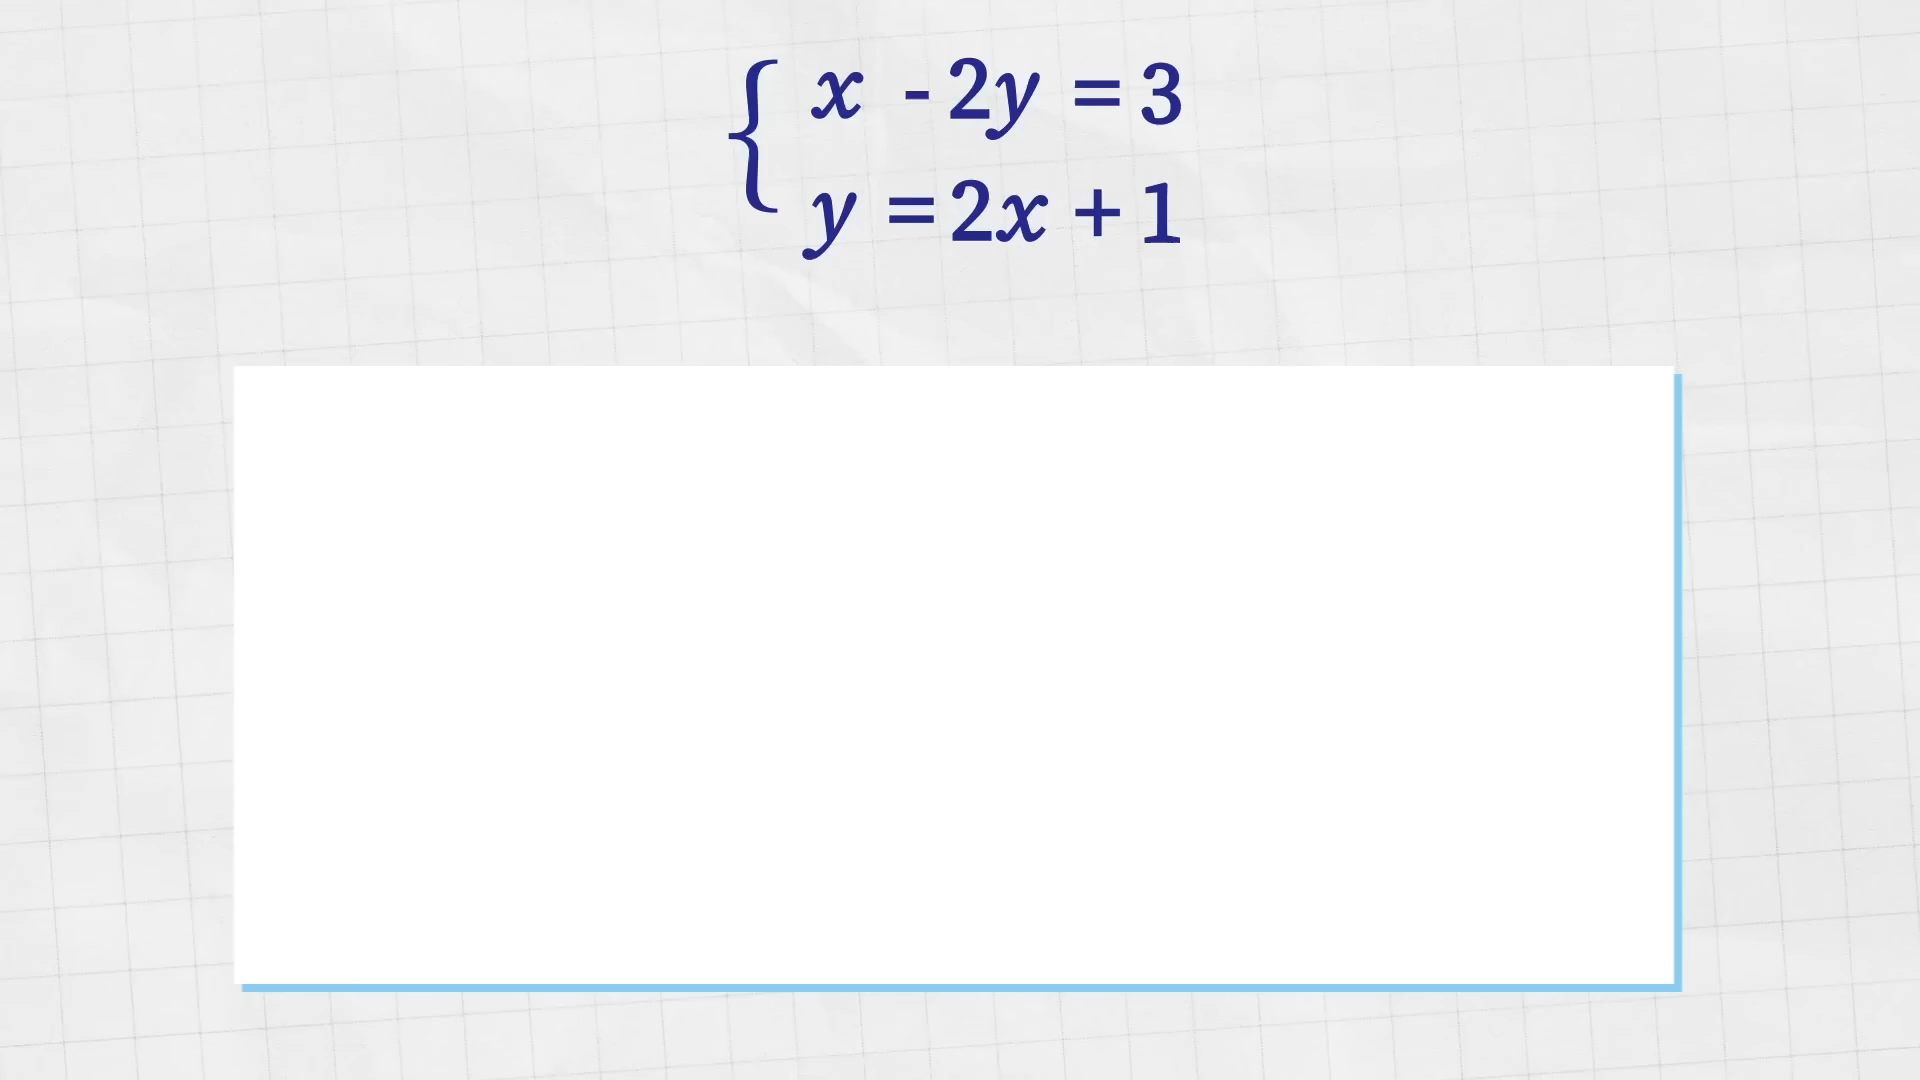 x - 2y = 3
y = 2x + 1